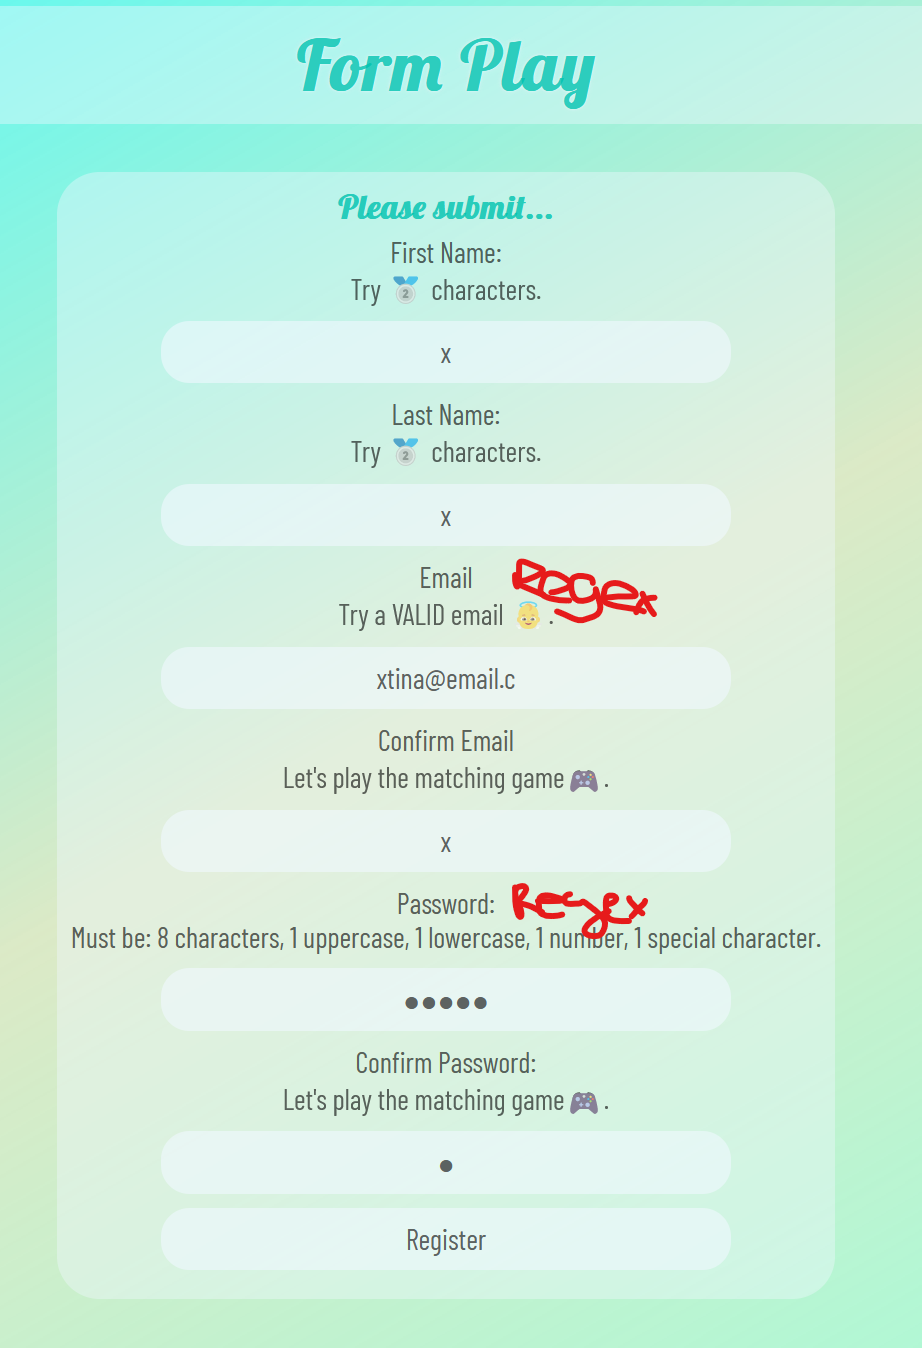 Form Play
Please submit...
First Name:
Try 🥈 characters.
x
Last Name:
Try 🥈 characters.
x
Email
Try a VALID email 👼 .
xtina@email.c
Confirm Email
Let's play the matching game 🎮 .
x
Password: Regex
Must be: 8 characters, 1 uppercase, 1 lowercase, 1 number, 1 special character.
●●●●●
Confirm Password:
Let's play the matching game 🎮 .
●
Register